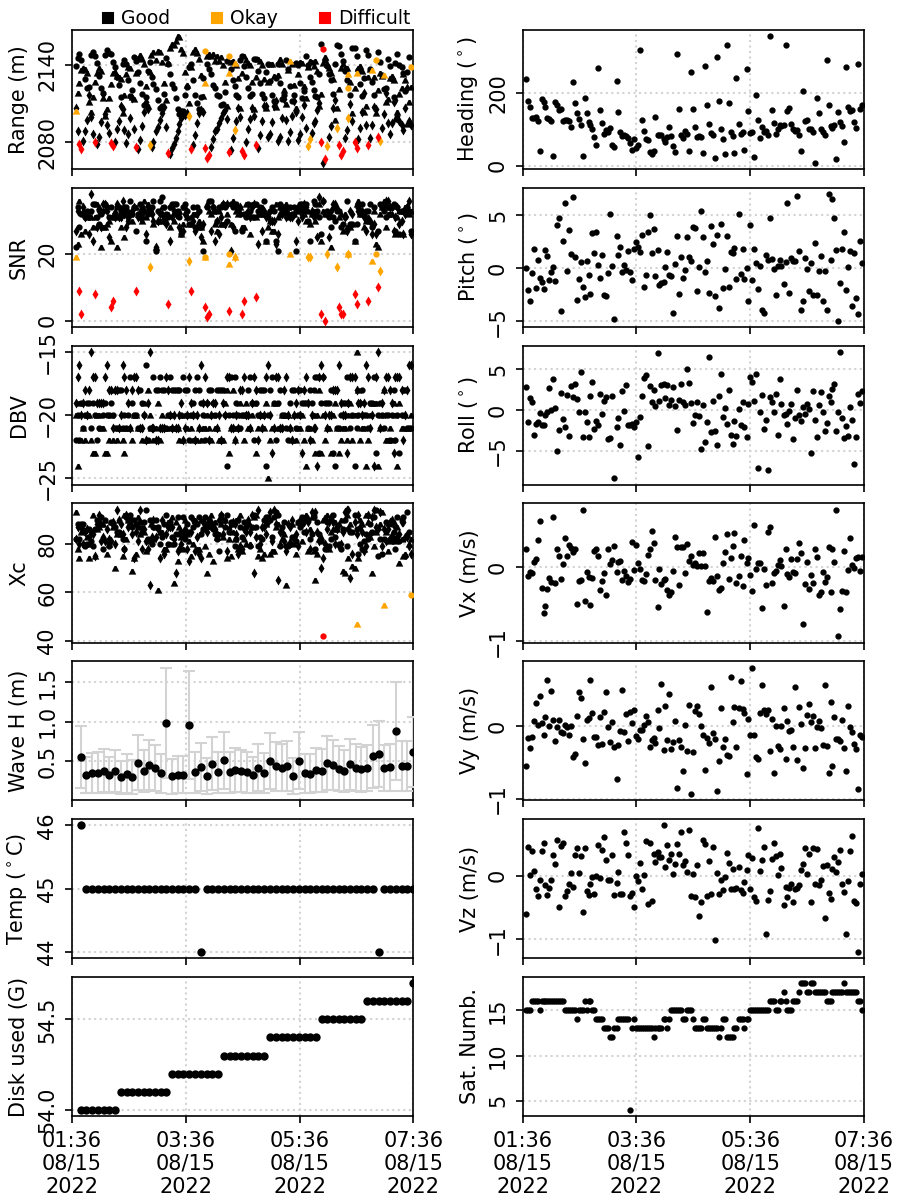 Good Okay Difficult
Range (m)
2140
2080
Heading (°)
200
0
SNR
20
0
Pitch (°)
5
0
−5
DBV
−15
−20
−25
Roll (°)
5
0
−5
Xc
80
60
40
Vx (m/s)
0
−1
Wave H (m)
1.5
1.0
0.5
Vy (m/s)
0
−1
Temp (°C)
46
45
44
Vz (m/s)
0
−1
Disk used (G)
54.5
54.0
Sat. Numb.
15
10
5
01:36 03:36 05:36 07:36 01:36 03:36 05:36 07:36
08/15 08/15 08/15 08/15 08/15 08/15 08/15 08/15
2022 2022 2022 2022 2022 2022 2022 2022